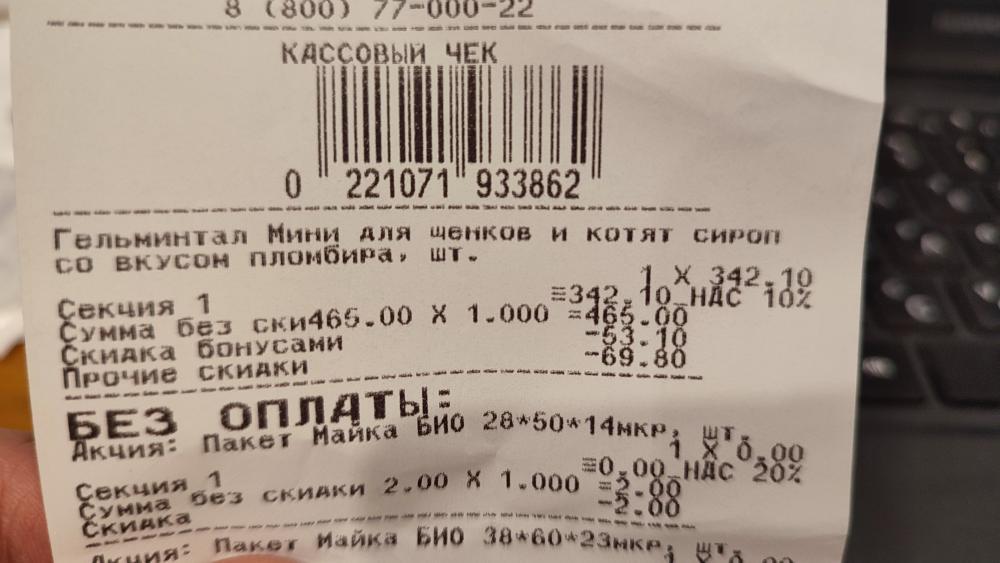 8 (800) 77-000-22
КАССОВЫЙ ЧЕК
0 221071 933862
Гельминтал Мини для щенков и котят сироп
со вкусом пломбира, шт.
1 X 342.10
Секция 1 ≡342.10_НДС 10%
Сумма без ски465.00 X 1.000 =465.00
Скидка бонусами -53.10
Прочие скидки -69.80
БЕЗ ОПЛАТЫ:
Акция: Пакет Майка БИО 28*50*14мкр, шт.
1 X 0.00
Секция 1 ≡0.00_НДС 20%
Сумма без скидки 2.00 X 1.000 =2.00
Скидка -2.00
Акция: Пакет Майка БИО 38*60*23мкр, шт.